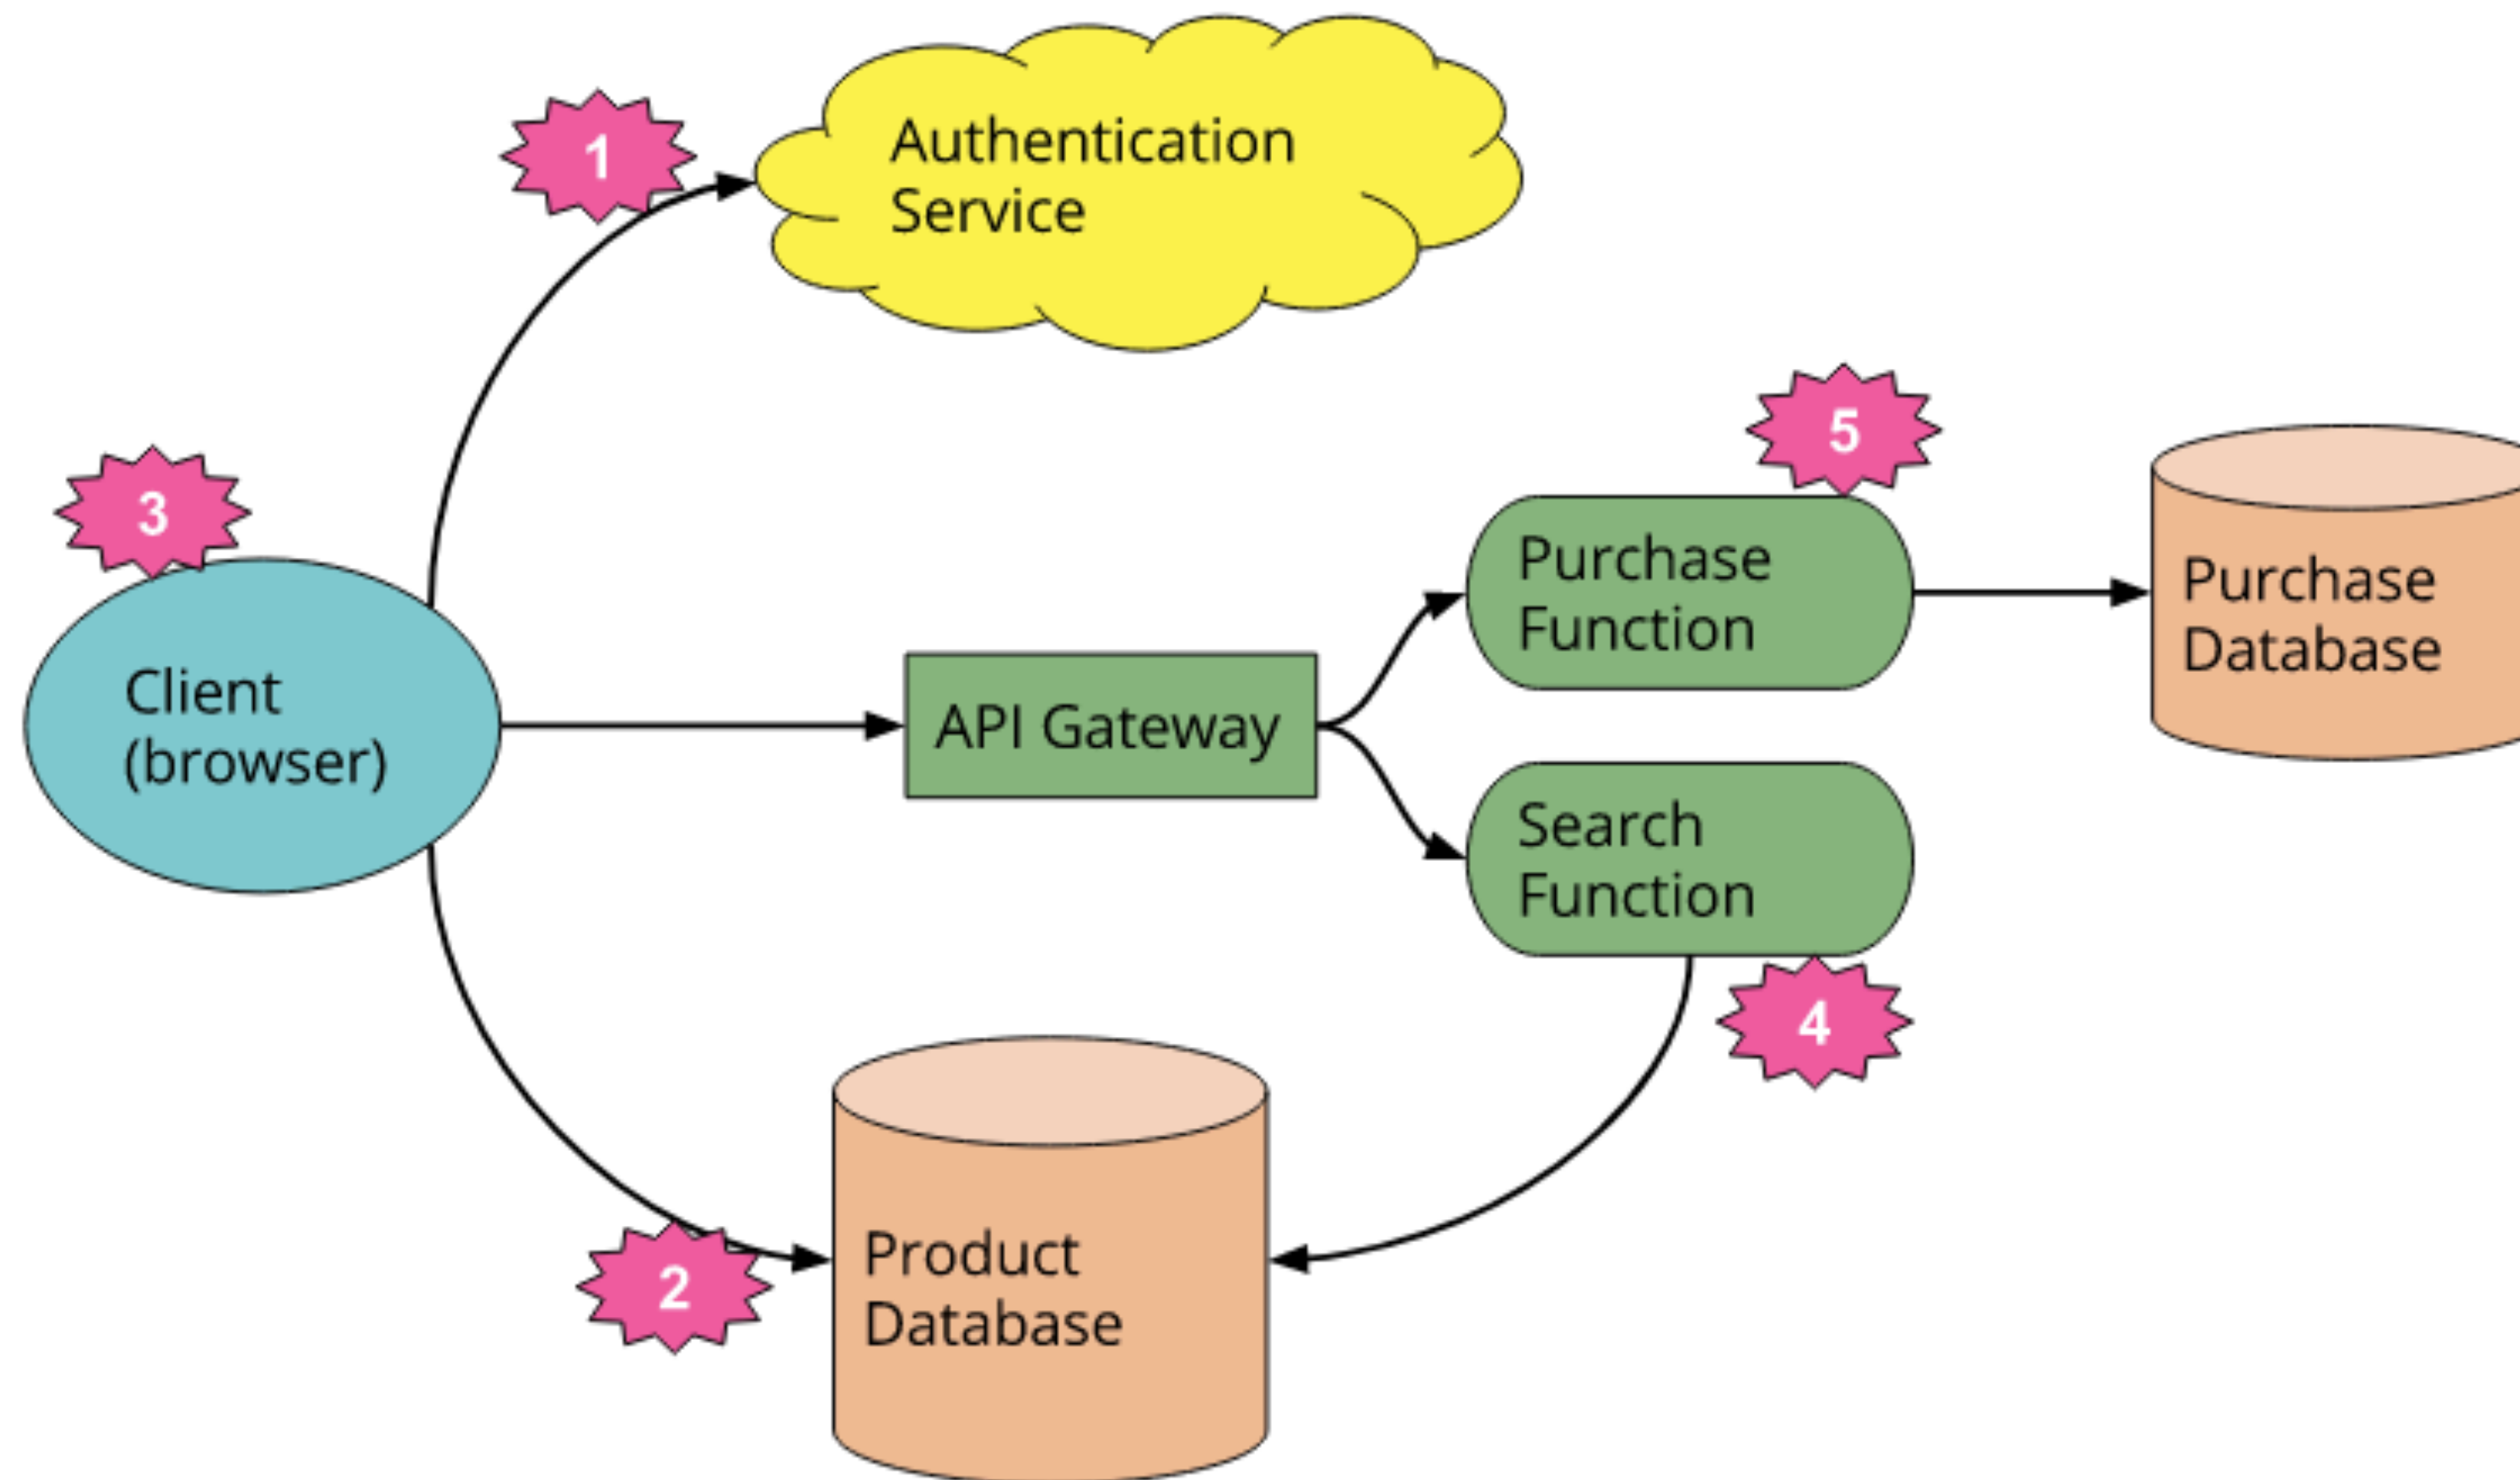 1
Authentication
Service
3
5
Client
(browser)
API Gateway
Purchase
Function
Purchase
Database
Search
Function
4
2
Product
Database